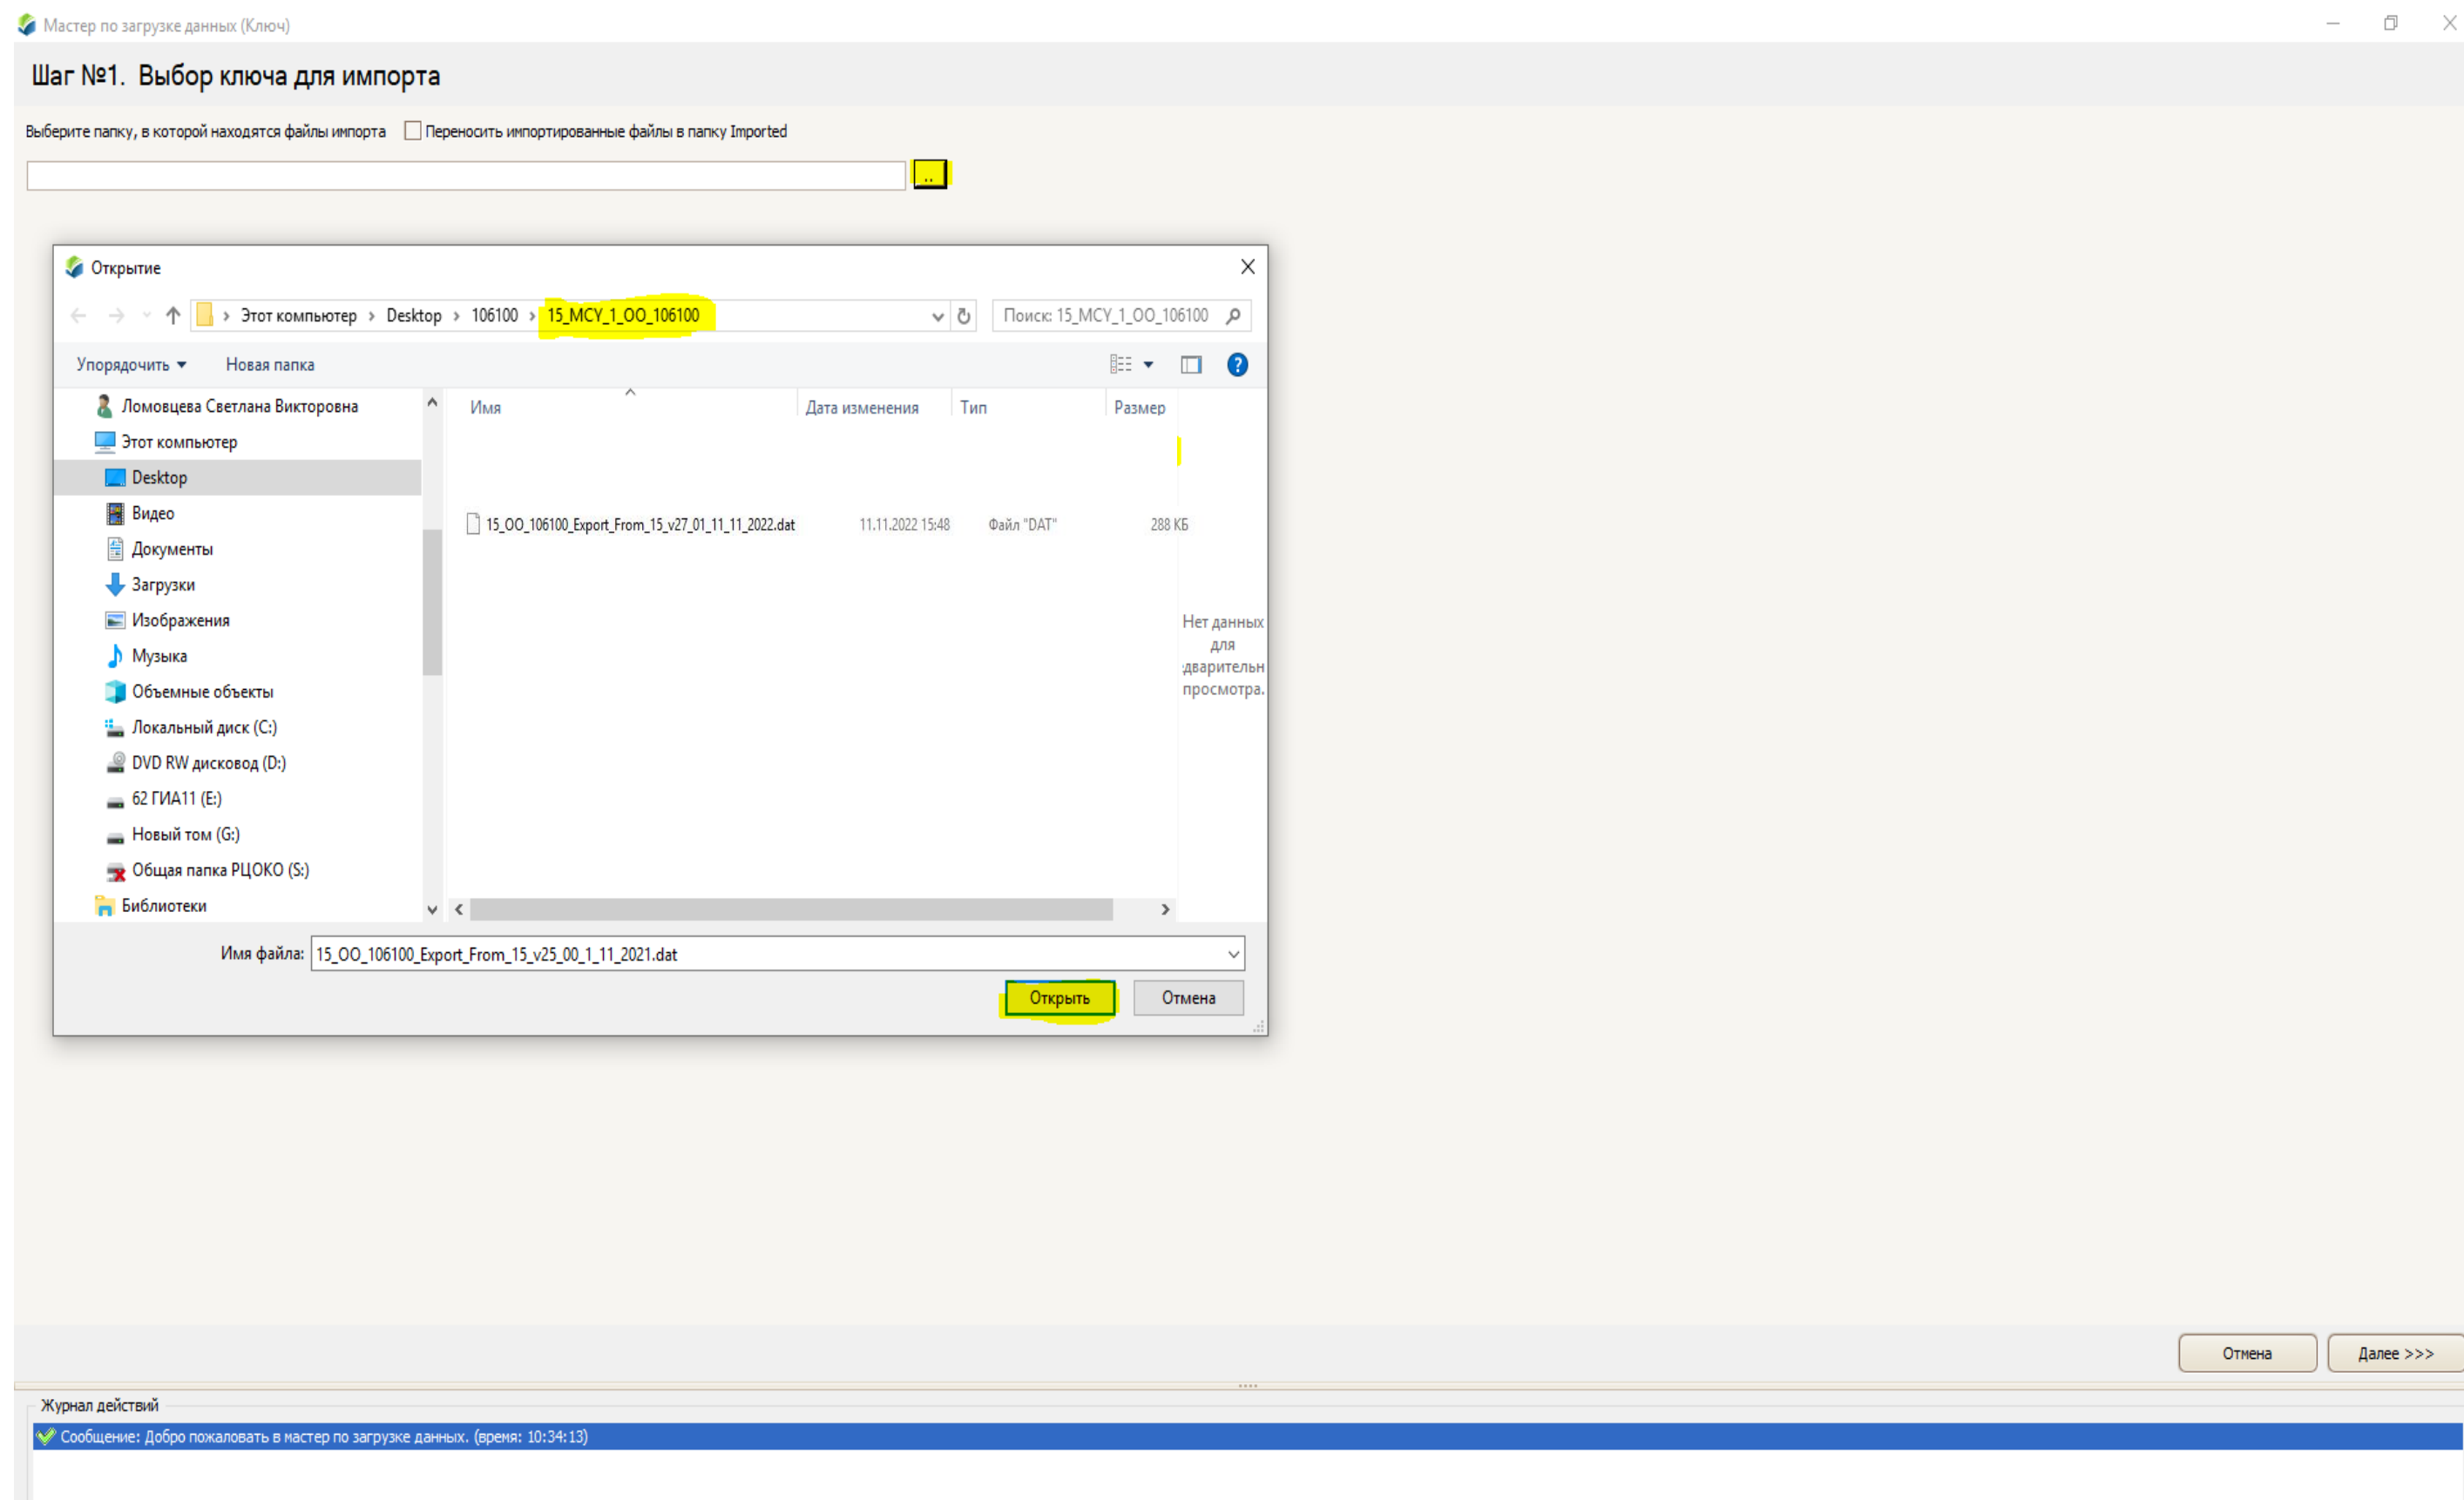 Мастер по загрузке данных (Ключ)
Шаг №1. Выбор ключа для импорта
Выберите папку, в которой находятся файлы импорта Переносить импортированные файлы в папку Imported
..
Открытие
Этот компьютер › Desktop › 106100 › 15_МСУ_1_ОО_106100
Поиск: 15_МСУ_1_ОО_106100
Упорядочить Новая папка
Имя Дата изменения Тип Размер
Ломовцева Светлана Викторовна
Этот компьютер
Desktop
Видео
Документы
Загрузки
Изображения
Музыка
Объемные объекты
Локальный диск (C:)
DVD RW дисковод (D:)
62 ГИА11 (E:)
Новый том (G:)
Общая папка РЦОКО (S:)
Библиотеки
15_OO_106100_Export_From_15_v27_01_11_11_2022.dat 11.11.2022 15:48 Файл "DAT" 288 КБ
Нет данных
для
едварительн
просмотра.
Имя файла: 15_OO_106100_Export_From_15_v25_00_1_11_2021.dat
Открыть Отмена
Отмена Далее >>>
Журнал действий
Сообщение: Добро пожаловать в мастер по загрузке данных. (время: 10:34:13)